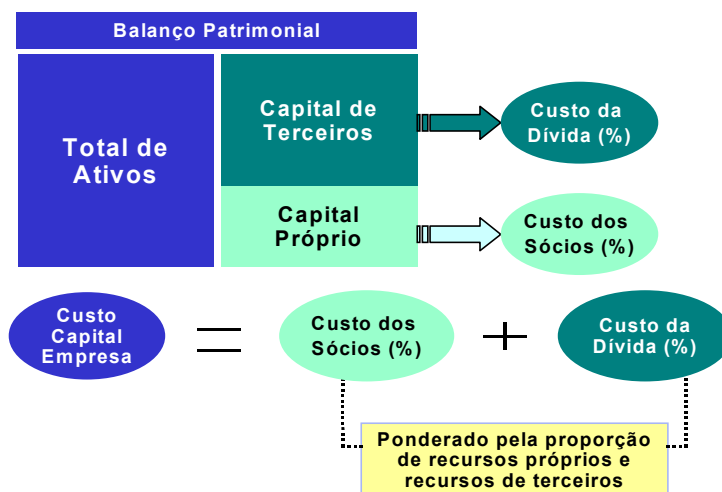 Balanço Patrimonial
Total de
Ativos
Capital de
Terceiros
Custo da
Dívida (%)
Capital
Próprio
Custo dos
Sócios (%)
Custo
Capital
Empresa
=
Custo dos
Sócios (%)
+
Custo da
Dívida (%)
Ponderado pela proporção
de recursos próprios e
recursos de terceiros